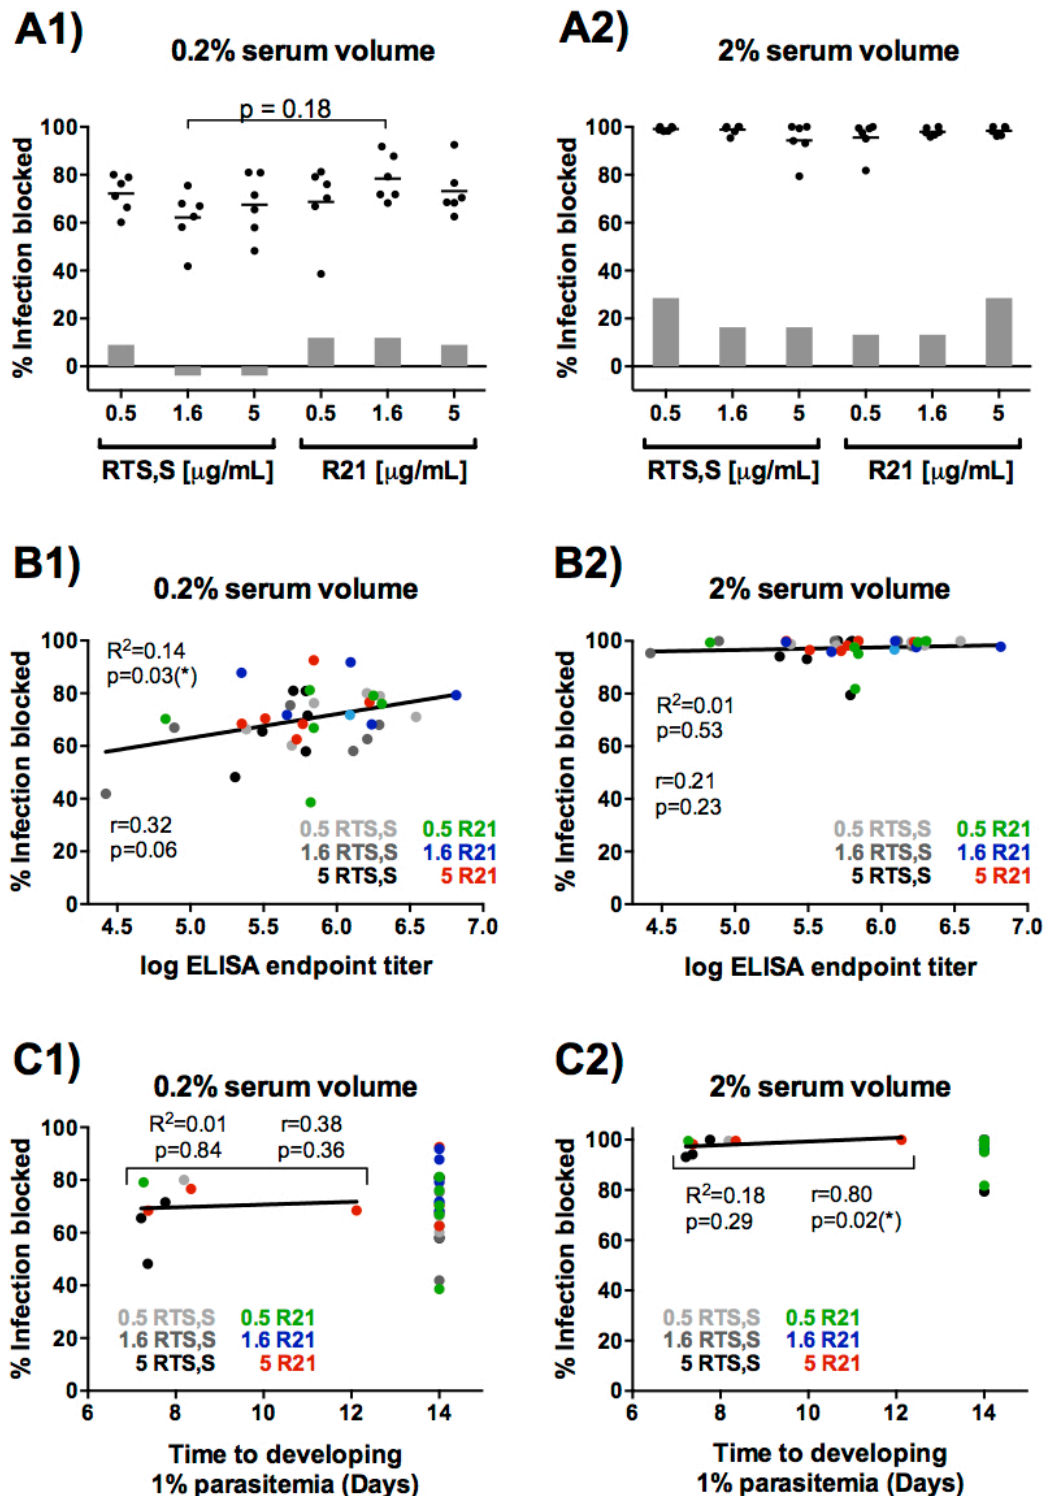 A1)
0.2% serum volume
p = 0.18
% Infection blocked
100
80
60
40
20
0
0.5 1.6 5 0.5 1.6 5
RTS,S [µg/mL] R21 [µg/mL]
A2)
2% serum volume
% Infection blocked
100
80
60
40
20
0
0.5 1.6 5 0.5 1.6 5
RTS,S [µg/mL] R21 [µg/mL]
B1)
0.2% serum volume
% Infection blocked
100
80
60
40
20
0
R2=0.14
p=0.03(*)
r=0.32
p=0.06
0.5 RTS,S 0.5 R21
1.6 RTS,S 1.6 R21
5 RTS,S 5 R21
4.5 5.0 5.5 6.0 6.5 7.0
log ELISA endpoint titer
B2)
2% serum volume
% Infection blocked
100
80
60
40
20
0
R2=0.01
p=0.53
r=0.21
p=0.23
0.5 RTS,S 0.5 R21
1.6 RTS,S 1.6 R21
5 RTS,S 5 R21
4.5 5.0 5.5 6.0 6.5 7.0
log ELISA endpoint titer
C1)
0.2% serum volume
% Infection blocked
100
80
60
40
20
0
R2=0.01 r=0.38
p=0.84 p=0.36
0.5 RTS,S 0.5 R21
1.6 RTS,S 1.6 R21
5 RTS,S 5 R21
6 8 10 12 14
Time to developing
1% parasitemia (Days)
C2)
2% serum volume
% Infection blocked
100
80
60
40
20
0
R2=0.18 r=0.80
p=0.29 p=0.02(*)
0.5 RTS,S 0.5 R21
1.6 RTS,S 1.6 R21
5 RTS,S 5 R21
6 8 10 12 14
Time to developing
1% parasitemia (Days)